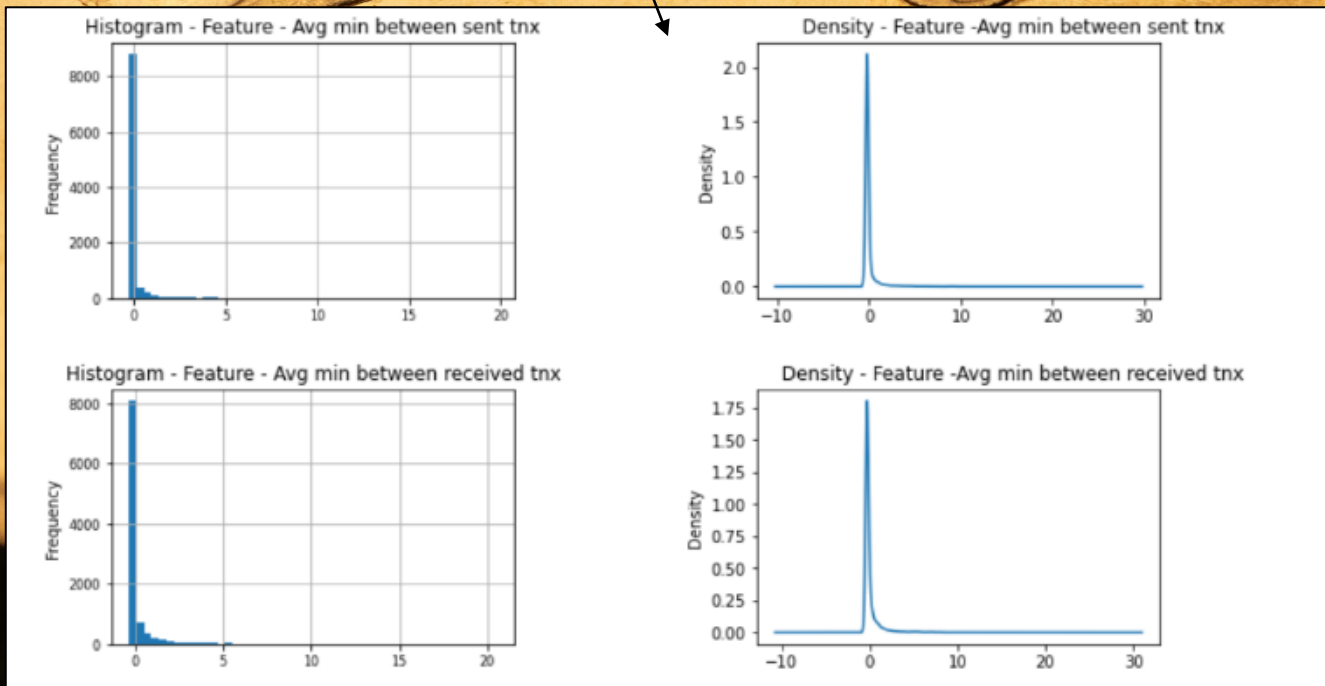 Histogram - Feature - Avg min between sent tnx
Frequency
8000
6000
4000
2000
0
0 5 10 15 20
Density - Feature -Avg min between sent tnx
Density
2.0
1.5
1.0
0.5
0.0
−10 0 10 20 30
Histogram - Feature - Avg min between received tnx
Frequency
8000
6000
4000
2000
0
0 5 10 15 20
Density - Feature -Avg min between received tnx
Density
1.75
1.50
1.25
1.00
0.75
0.50
0.25
0.00
−10 0 10 20 30